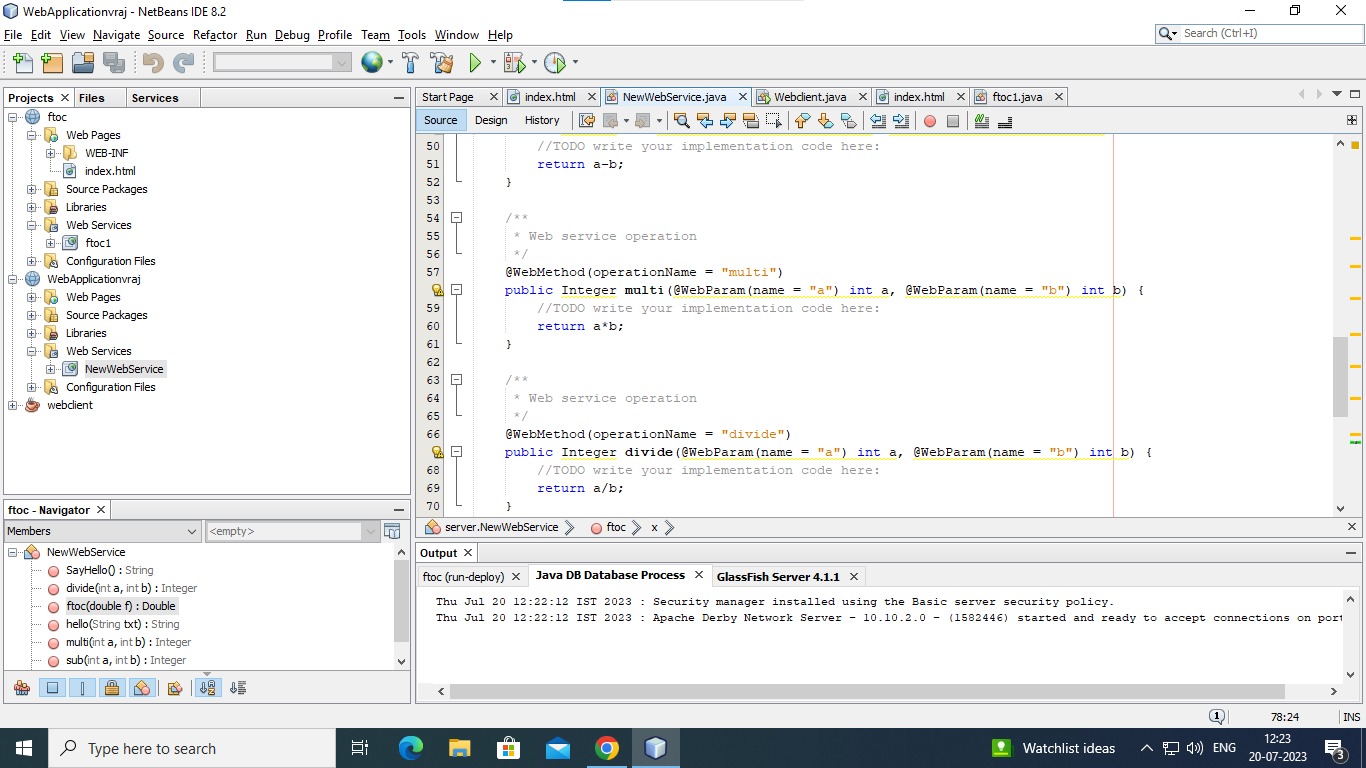 WebApplicationvraj - NetBeans IDE 8.2
File Edit View Navigate Source Refactor Run Debug Profile Team Tools Window Help
Search (Ctrl+I)
Projects Files Services
ftoc
Web Pages
WEB-INF
index.html
Source Packages
Libraries
Web Services
ftoc1
Configuration Files
WebApplicationvraj
Web Pages
Source Packages
Libraries
Web Services
NewWebService
Configuration Files
webclient
ftoc - Navigator
Members <empty>
NewWebService
SayHello() : String
divide(int a, int b) : Integer
ftoc(double f) : Double
hello(String txt) : String
multi(int a, int b) : Integer
sub(int a, int b) : Integer
Start Page index.html NewWebService.java Webclient.java index.html ftoc1.java
Source Design History
50 //TODO write your implementation code here:
51 return a-b;
52 }
53
54 /**
55 * Web service operation
56 */
57 @WebMethod(operationName = "multi")
public Integer multi(@WebParam(name = "a") int a, @WebParam(name = "b") int b) {
59 //TODO write your implementation code here:
60 return a*b;
61 }
62
63 /**
64 * Web service operation
65 */
66 @WebMethod(operationName = "divide")
public Integer divide(@WebParam(name = "a") int a, @WebParam(name = "b") int b) {
68 //TODO write your implementation code here:
69 return a/b;
70 }
server.NewWebService ftoc x
Output
ftoc (run-deploy) Java DB Database Process GlassFish Server 4.1.1
Thu Jul 20 12:22:12 IST 2023 : Security manager installed using the Basic server security policy.
Thu Jul 20 12:22:12 IST 2023 : Apache Derby Network Server - 10.10.2.0 - (1582446) started and ready to accept connections on port
1 78:24 INS
Type here to search
Watchlist ideas
ENG
12:23
20-07-2023
3